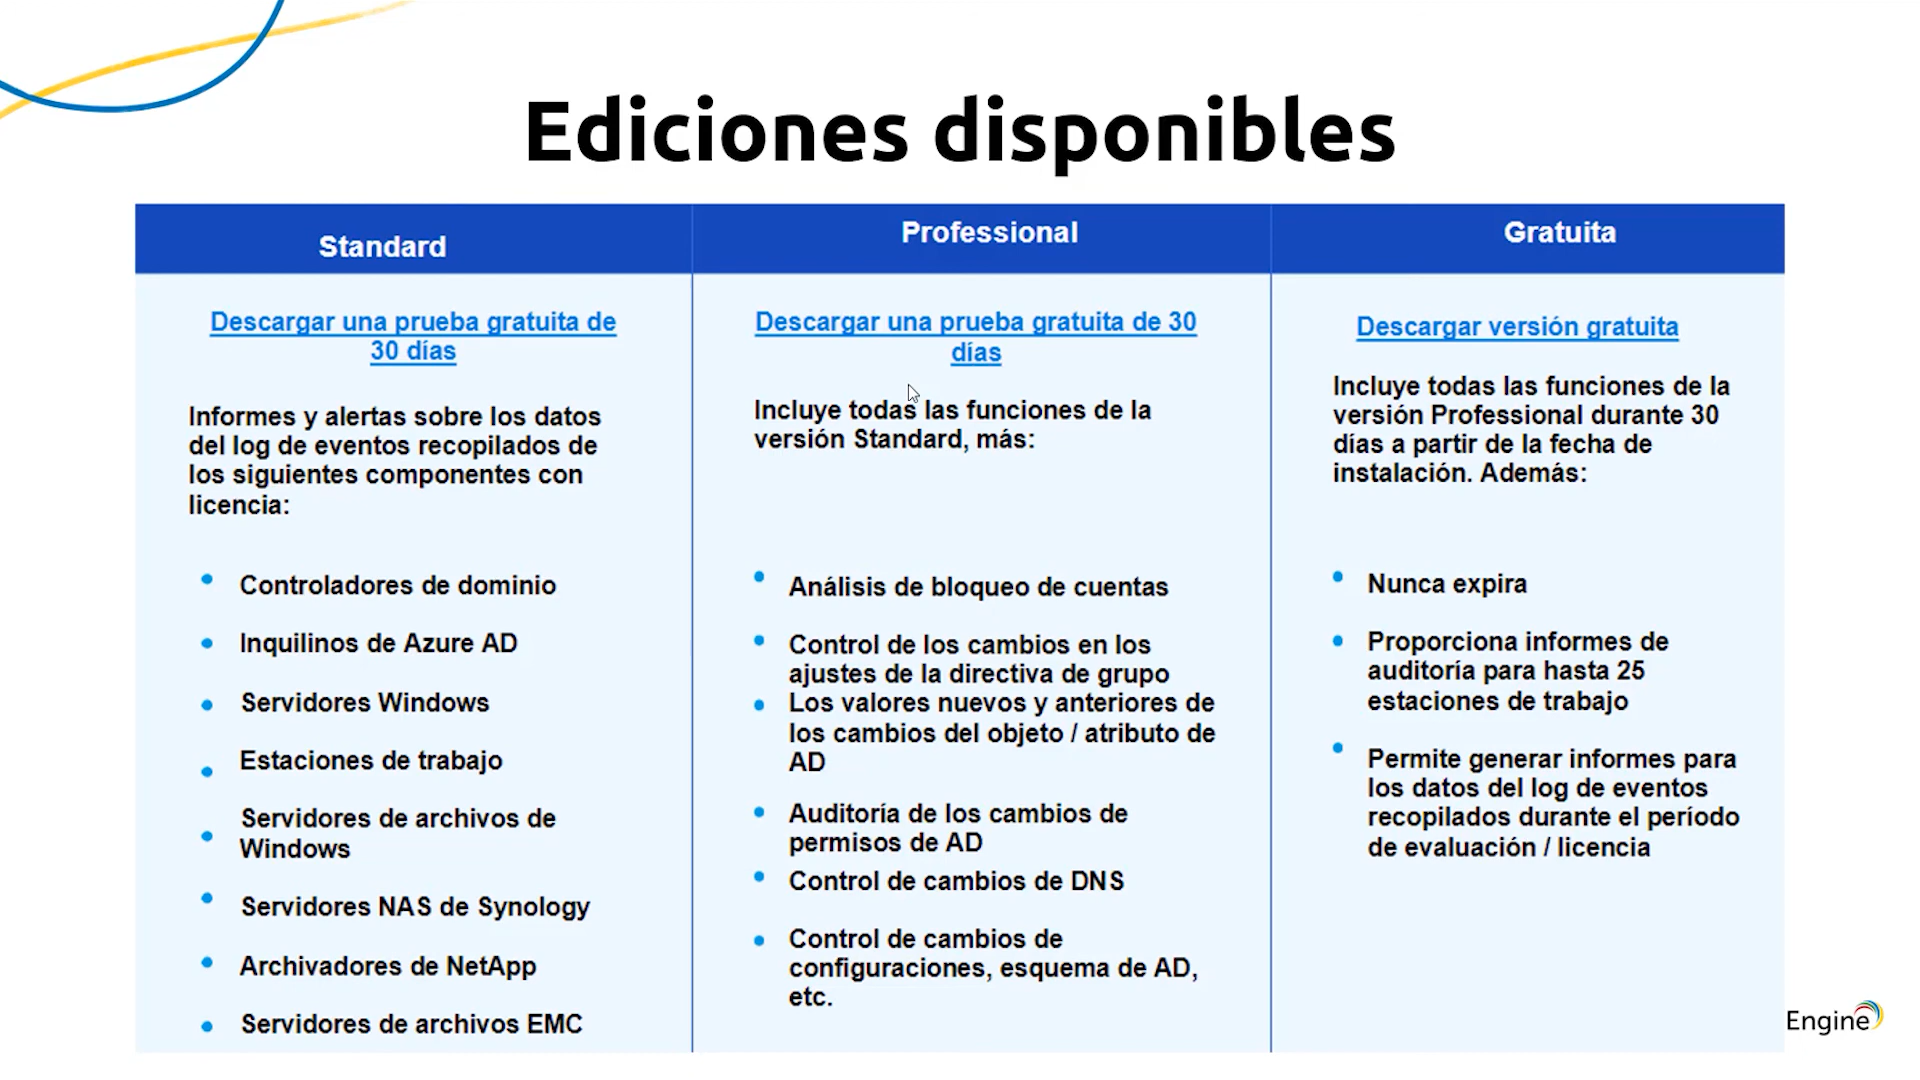 Ediciones disponibles
Standard
Descargar una prueba gratuita de
30 días
Informes y alertas sobre los datos
del log de eventos recopilados de
los siguientes componentes con
licencia:
Controladores de dominio
Inquilinos de Azure AD
Servidores Windows
Estaciones de trabajo
Servidores de archivos de
Windows
Servidores NAS de Synology
Archivadores de NetApp
Servidores de archivos EMC
Professional
Descargar una prueba gratuita de 30
días
Incluye todas las funciones de la
versión Standard, más:
Análisis de bloqueo de cuentas
Control de los cambios en los
ajustes de la directiva de grupo
Los valores nuevos y anteriores de
los cambios del objeto / atributo de
AD
Auditoría de los cambios de
permisos de AD
Control de cambios de DNS
Control de cambios de
configuraciones, esquema de AD,
etc.
Gratuita
Descargar versión gratuita
Incluye todas las funciones de la
versión Professional durante 30
días a partir de la fecha de
instalación. Además:
Nunca expira
Proporciona informes de
auditoría para hasta 25
estaciones de trabajo
Permite generar informes para
los datos del log de eventos
recopilados durante el período
de evaluación / licencia
Engine